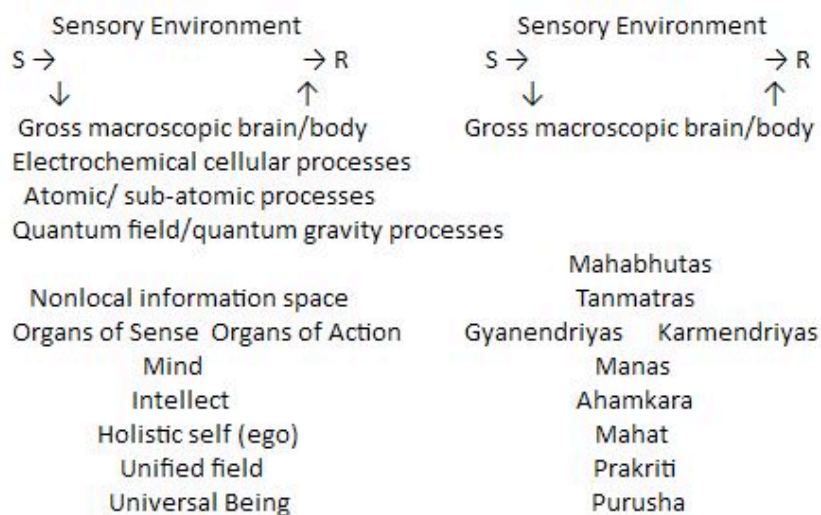 Sensory Environment Sensory Environment
S → → R S → → R
↓ ↑ ↓ ↑
Gross macroscopic brain/body Gross macroscopic brain/body
Electrochemical cellular processes
Atomic/ sub-atomic processes
Quantum field/quantum gravity processes
Mahabhutas
Nonlocal information space Tanmatras
Organs of Sense Organs of Action Gyanendriyas Karmendriyas
Mind Manas
Intellect Ahamkara
Holistic self (ego) Mahat
Unified field Prakriti
Universal Being Purusha